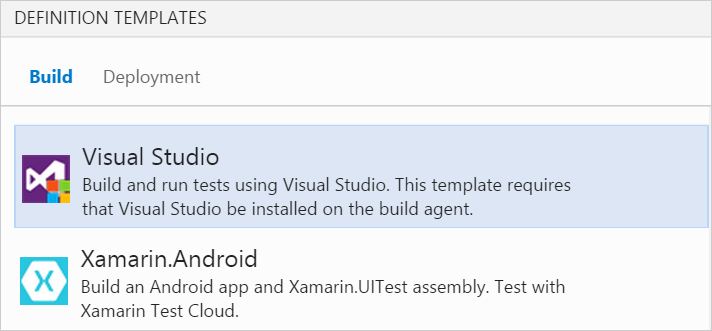 DEFINITION TEMPLATES
Build Deployment
Visual Studio
Build and run tests using Visual Studio. This template requires
that Visual Studio be installed on the build agent.
Xamarin.Android
Build an Android app and Xamarin.UITest assembly. Test with
Xamarin Test Cloud.